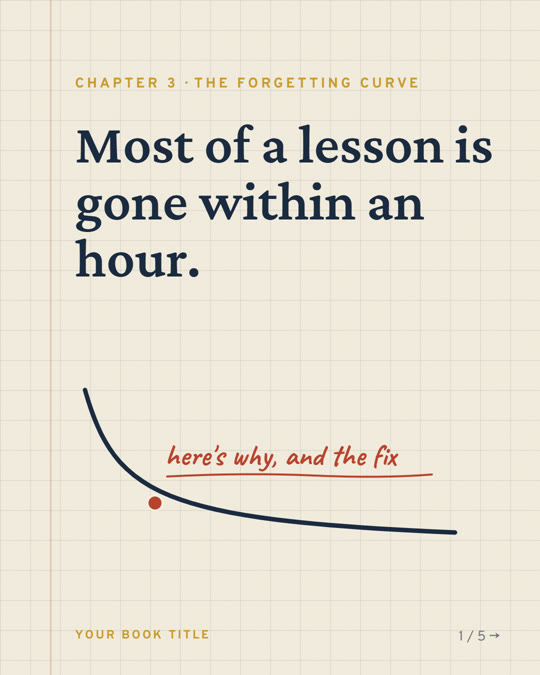 CHAPTER 3 · THE FORGETTING CURVE
Most of a lesson is
gone within an
hour.
here's why, and the fix
YOUR BOOK TITLE
1 / 5 →